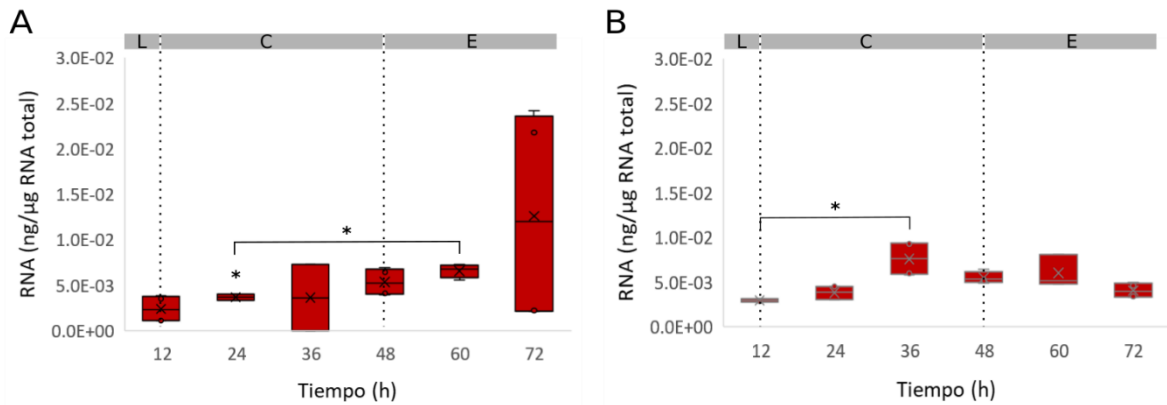 A
L C E
3.0E-02
2.5E-02
2.0E-02
1.5E-02
1.0E-02
5.0E-03
0.0E+00
RNA (ng/µg RNA total)
*
*
12 24 36 48 60 72
Tiempo (h)
B
L C E
3.0E-02
2.5E-02
2.0E-02
1.5E-02
1.0E-02
5.0E-03
0.0E+00
RNA (ng/µg RNA total)
*
12 24 36 48 60 72
Tiempo (h)